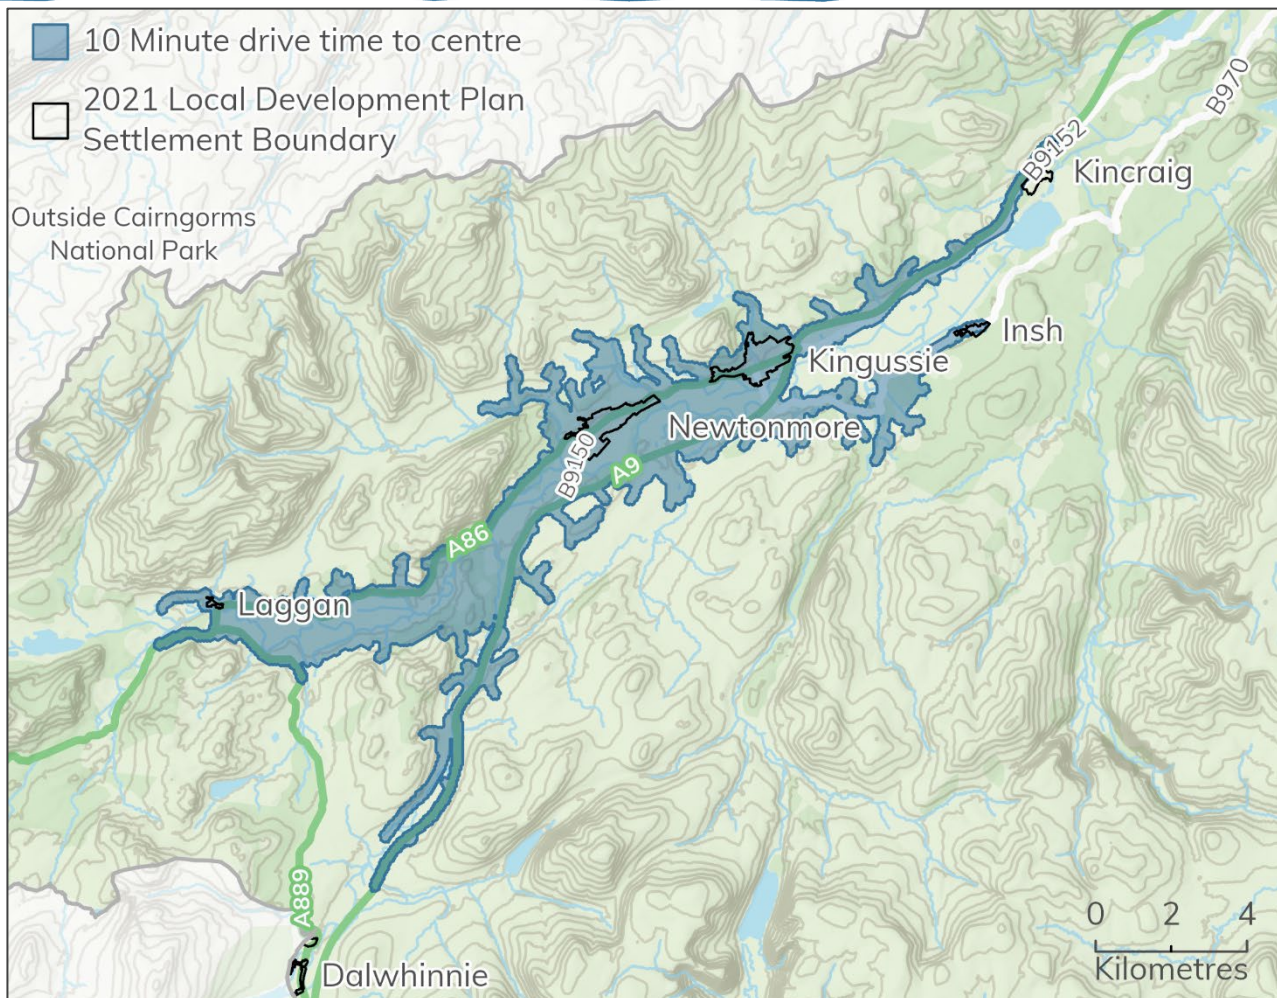 10 Minute drive time to centre
2021 Local Development Plan
Settlement Boundary
Outside Cairngorms
National Park
B970
B9152
Kincraig
Insh
Kingussie
Newtonmore
B9150
A9
A86
Laggan
A889
Dalwhinnie
0 2 4
Kilometres